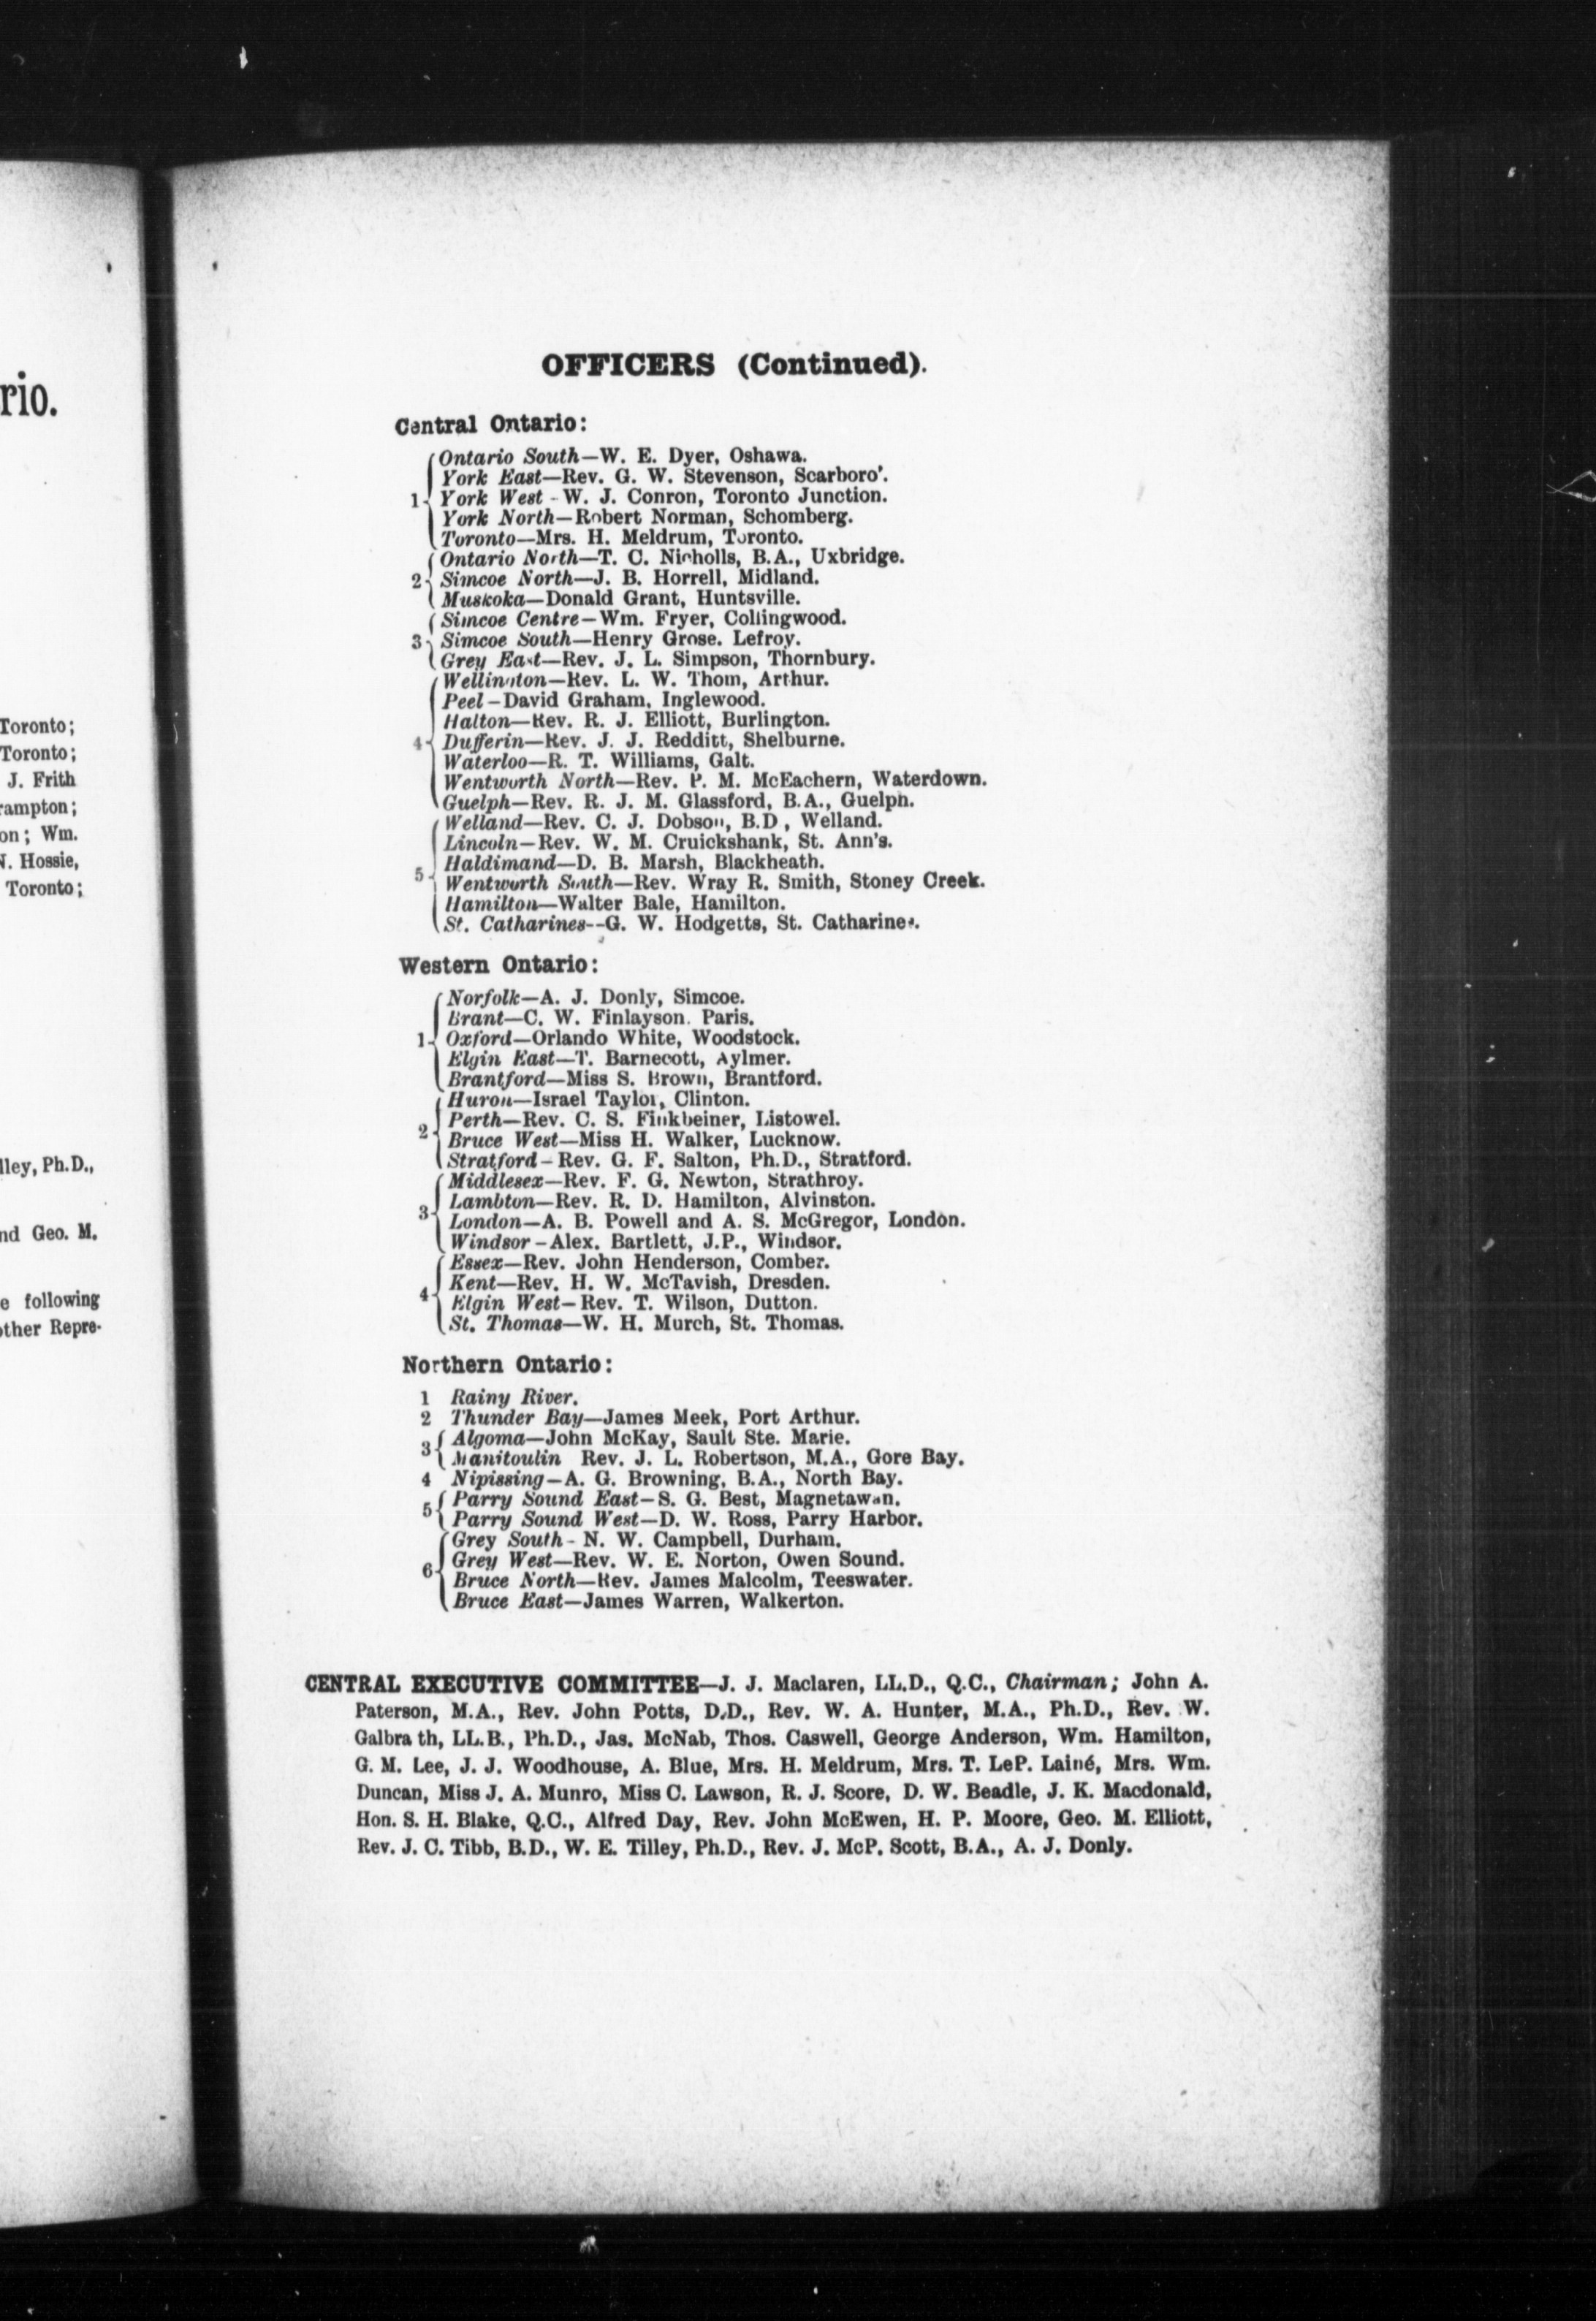 rio.
Toronto;
Toronto;
J. Frith
rampton;
on; Wm.
N. Hossie,
Toronto;
lley, Ph.D.,
nd Geo. M.
e following
other Repre-
OFFICERS (Continued).
Central Ontario:
Ontario South—W. E. Dyer, Oshawa.
York East—Rev. G. W. Stevenson, Scarboro'.
1 York West - W. J. Conron, Toronto Junction.
York North—Robert Norman, Schomberg.
Toronto—Mrs. H. Meldrum, Toronto.
Ontario North—T. C. Nicholls, B.A., Uxbridge.
2 Simcoe North—J. B. Horrell, Midland.
Muskoka—Donald Grant, Huntsville.
Simcoe Centre—Wm. Fryer, Collingwood.
3 Simcoe South—Henry Grose. Lefroy.
Grey East—Rev. J. L. Simpson, Thornbury.
Wellington—Rev. L. W. Thom, Arthur.
Peel—David Graham, Inglewood.
Halton—Rev. R. J. Elliott, Burlington.
4 Dufferin—Rev. J. J. Redditt, Shelburne.
Waterloo—R. T. Williams, Galt.
Wentworth North—Rev. P. M. McEachern, Waterdown.
Guelph—Rev. R. J. M. Glassford, B.A., Guelph.
Welland—Rev. C. J. Dobson, B.D., Welland.
Lincoln—Rev. W. M. Cruickshank, St. Ann's.
Haldimand—D. B. Marsh, Blackheath.
5 Wentworth South—Rev. Wray R. Smith, Stoney Creek.
Hamilton—Walter Bale, Hamilton.
St. Catharines--G. W. Hodgetts, St. Catharines.
Western Ontario:
Norfolk—A. J. Donly, Simcoe.
Brant—C. W. Finlayson. Paris.
1 Oxford—Orlando White, Woodstock.
Elgin East—T. Barnecott, Aylmer.
Brantford—Miss S. Brown, Brantford.
Huron—Israel Taylor, Clinton.
2 Perth—Rev. C. S. Finkbeiner, Listowel.
Bruce West—Miss H. Walker, Lucknow.
Stratford—Rev. G. F. Salton, Ph.D., Stratford.
Middlesex—Rev. F. G. Newton, Strathroy.
Lambton—Rev. R. D. Hamilton, Alvinston.
3 London—A. B. Powell and A. S. McGregor, London.
Windsor—Alex. Bartlett, J.P., Windsor.
Essex—Rev. John Henderson, Comber.
Kent—Rev. H. W. McTavish, Dresden.
4 Elgin West—Rev. T. Wilson, Dutton.
St. Thomas—W. H. Murch, St. Thomas.
Northern Ontario:
1 Rainy River.
2 Thunder Bay—James Meek, Port Arthur.
3 Algoma—John McKay, Sault Ste. Marie.
Manitoulin Rev. J. L. Robertson, M.A., Gore Bay.
4 Nipissing—A. G. Browning, B.A., North Bay.
5 Parry Sound East—S. G. Best, Magnetawan.
Parry Sound West—D. W. Ross, Parry Harbor.
Grey South - N. W. Campbell, Durham.
6 Grey West—Rev. W. E. Norton, Owen Sound.
Bruce North—Rev. James Malcolm, Teeswater.
Bruce East—James Warren, Walkerton.
CENTRAL EXECUTIVE COMMITTEE—J. J. Maclaren, LL.D., Q.C., Chairman; John A.
Paterson, M.A., Rev. John Potts, D.D., Rev. W. A. Hunter, M.A., Ph.D., Rev. W.
Galbra th, LL.B., Ph.D., Jas. McNab, Thos. Caswell, George Anderson, Wm. Hamilton,
G. M. Lee, J. J. Woodhouse, A. Blue, Mrs. H. Meldrum, Mrs. T. LeP. Lainé, Mrs. Wm.
Duncan, Miss J. A. Munro, Miss C. Lawson, R. J. Score, D. W. Beadle, J. K. Macdonald,
Hon. S. H. Blake, Q.C., Alfred Day, Rev. John McEwen, H. P. Moore, Geo. M. Elliott,
Rev. J. C. Tibb, B.D., W. E. Tilley, Ph.D., Rev. J. McP. Scott, B.A., A. J. Donly.